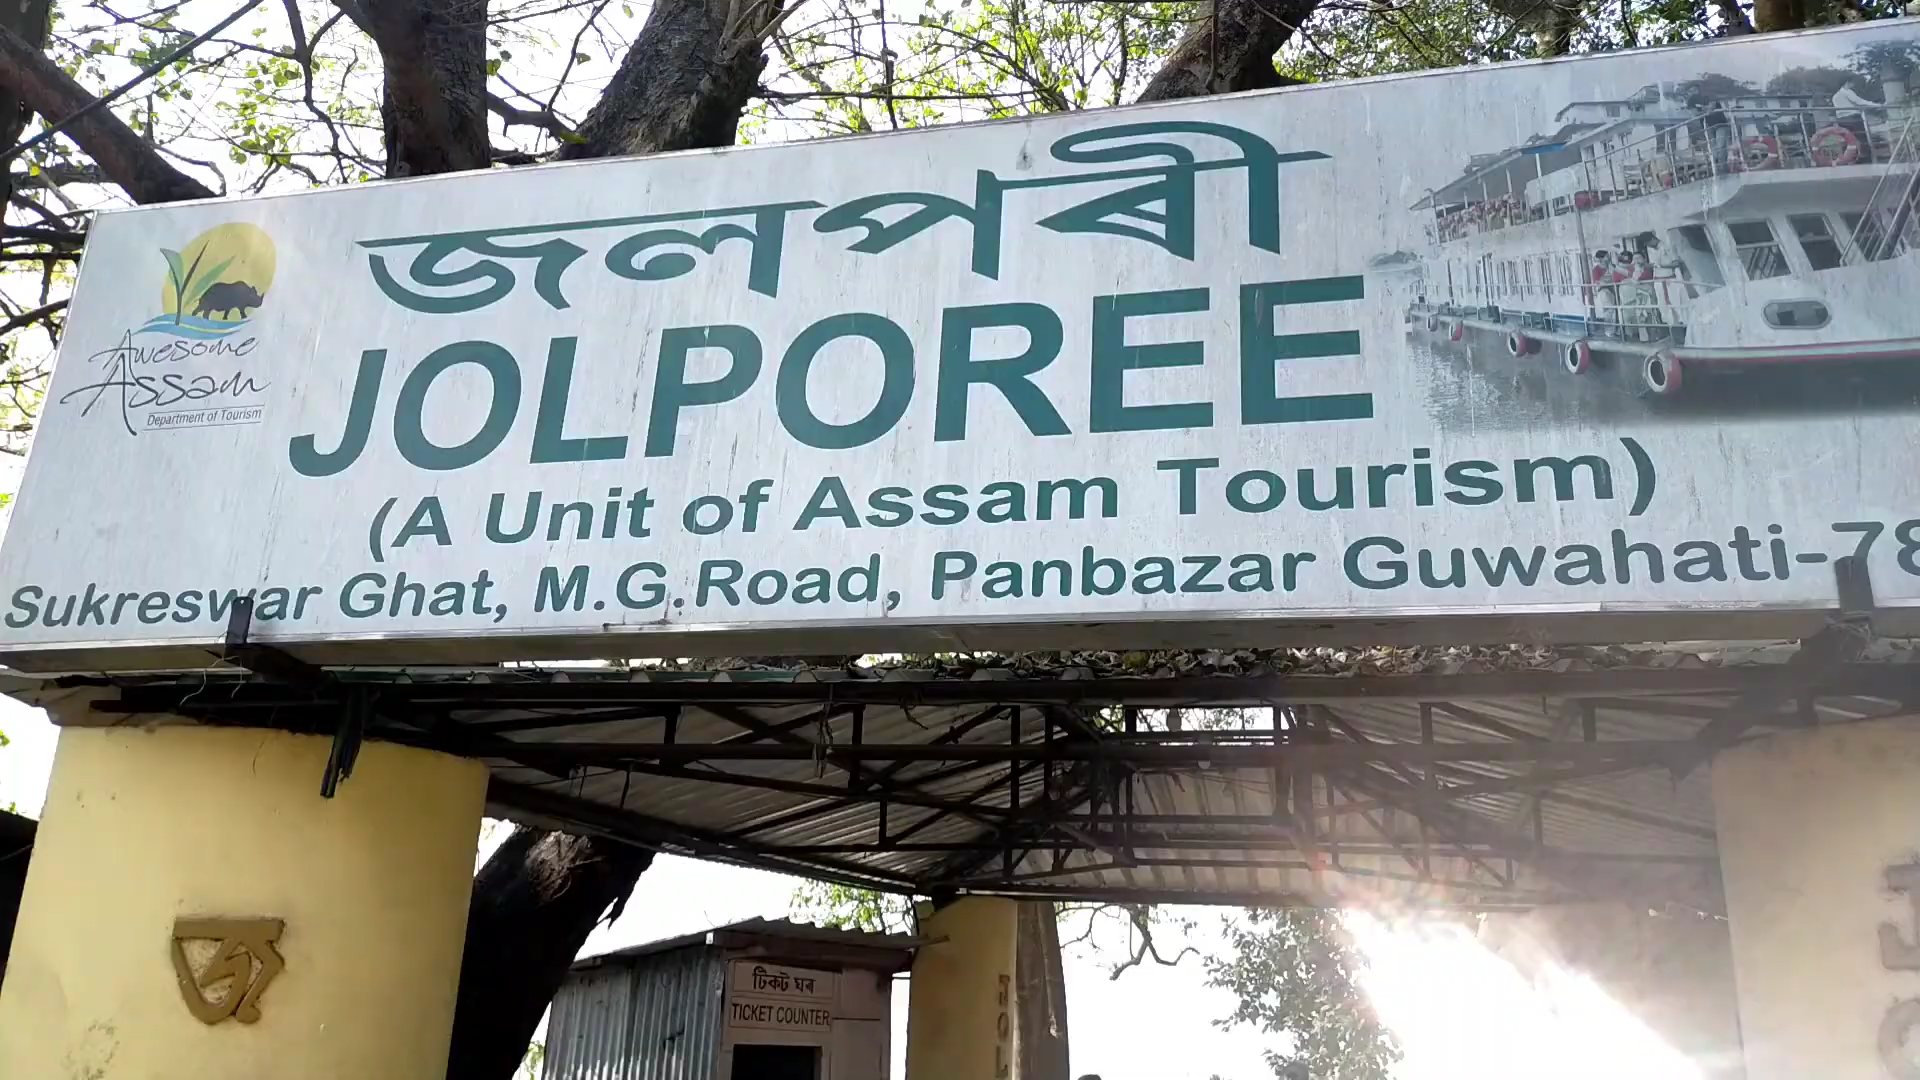 জলপৰী
Awesome
Assam
Department of Tourism
JOLPOREE
(A Unit of Assam Tourism)
Sukreswar Ghat, M.G.Road, Panbazar Guwahati-78
জ
টিকট ঘৰ
TICKET COUNTER